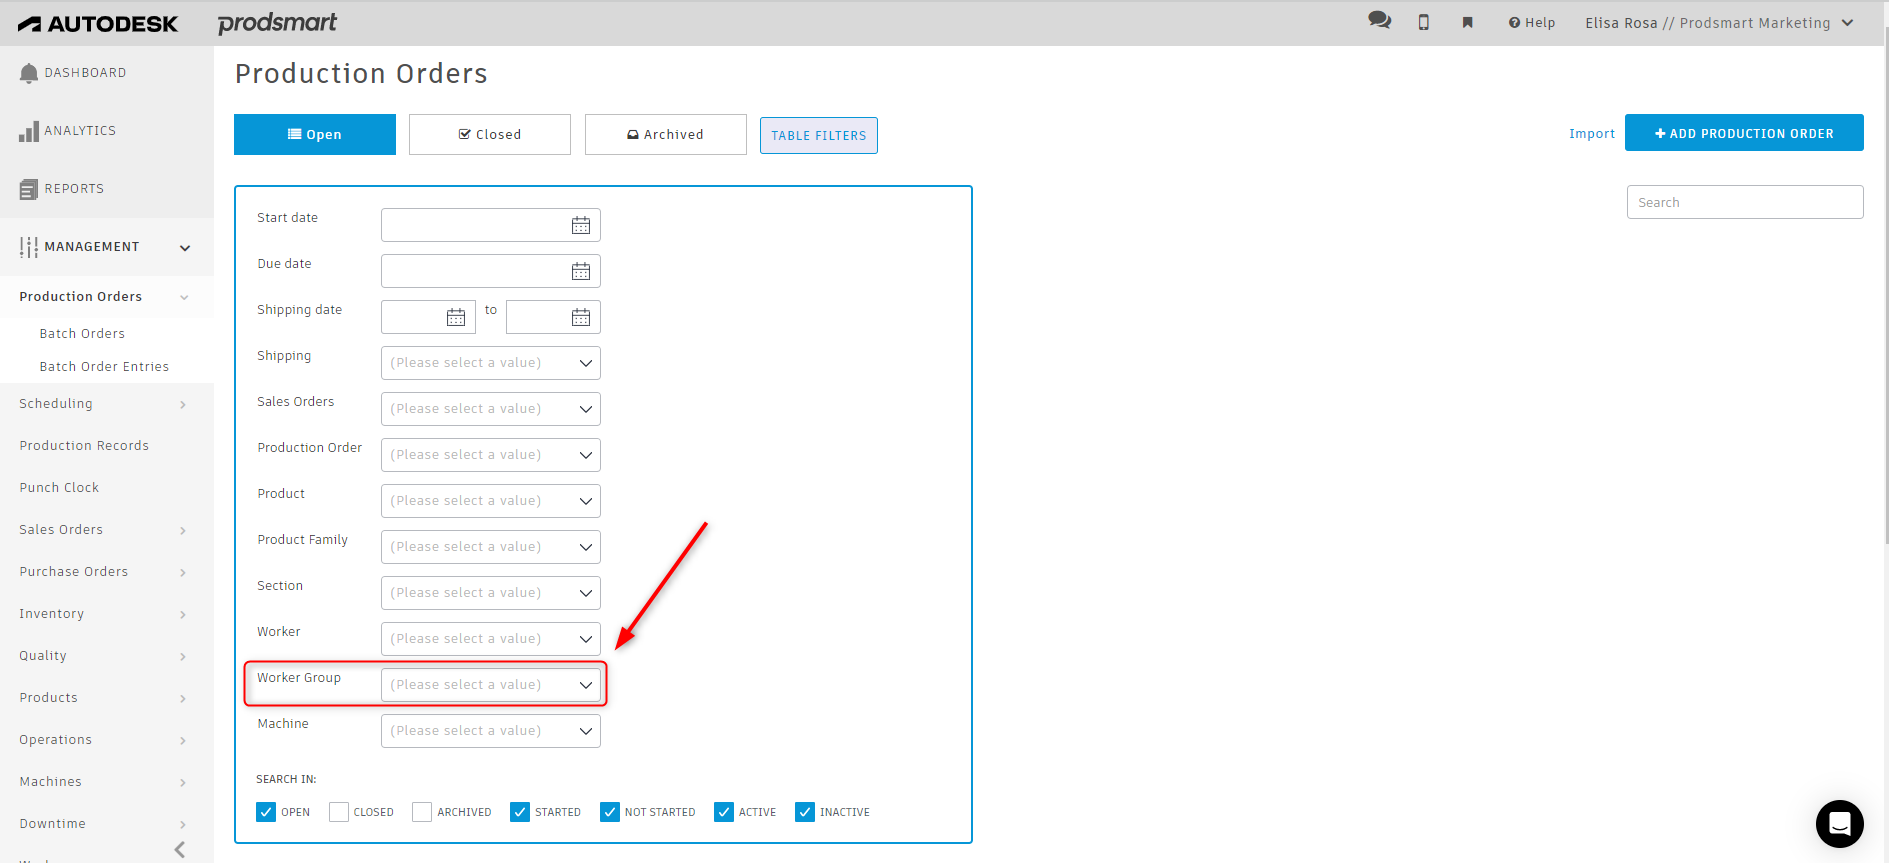 AUTODESK prodsmart
Help
Elisa Rosa // Prodsmart Marketing
DASHBOARD
ANALYTICS
REPORTS
MANAGEMENT
Production Orders
Batch Orders
Batch Order Entries
Scheduling
Production Records
Punch Clock
Sales Orders
Purchase Orders
Inventory
Quality
Products
Operations
Machines
Downtime
Production Orders
Open
Closed
Archived
TABLE FILTERS
Import
ADD PRODUCTION ORDER
Search
Start date
Due date
Shipping date to
Shipping (Please select a value)
Sales Orders (Please select a value)
Production Order (Please select a value)
Product (Please select a value)
Product Family (Please select a value)
Section (Please select a value)
Worker (Please select a value)
Worker Group (Please select a value)
Machine (Please select a value)
SEARCH IN:
OPEN CLOSED ARCHIVED STARTED NOT STARTED ACTIVE INACTIVE